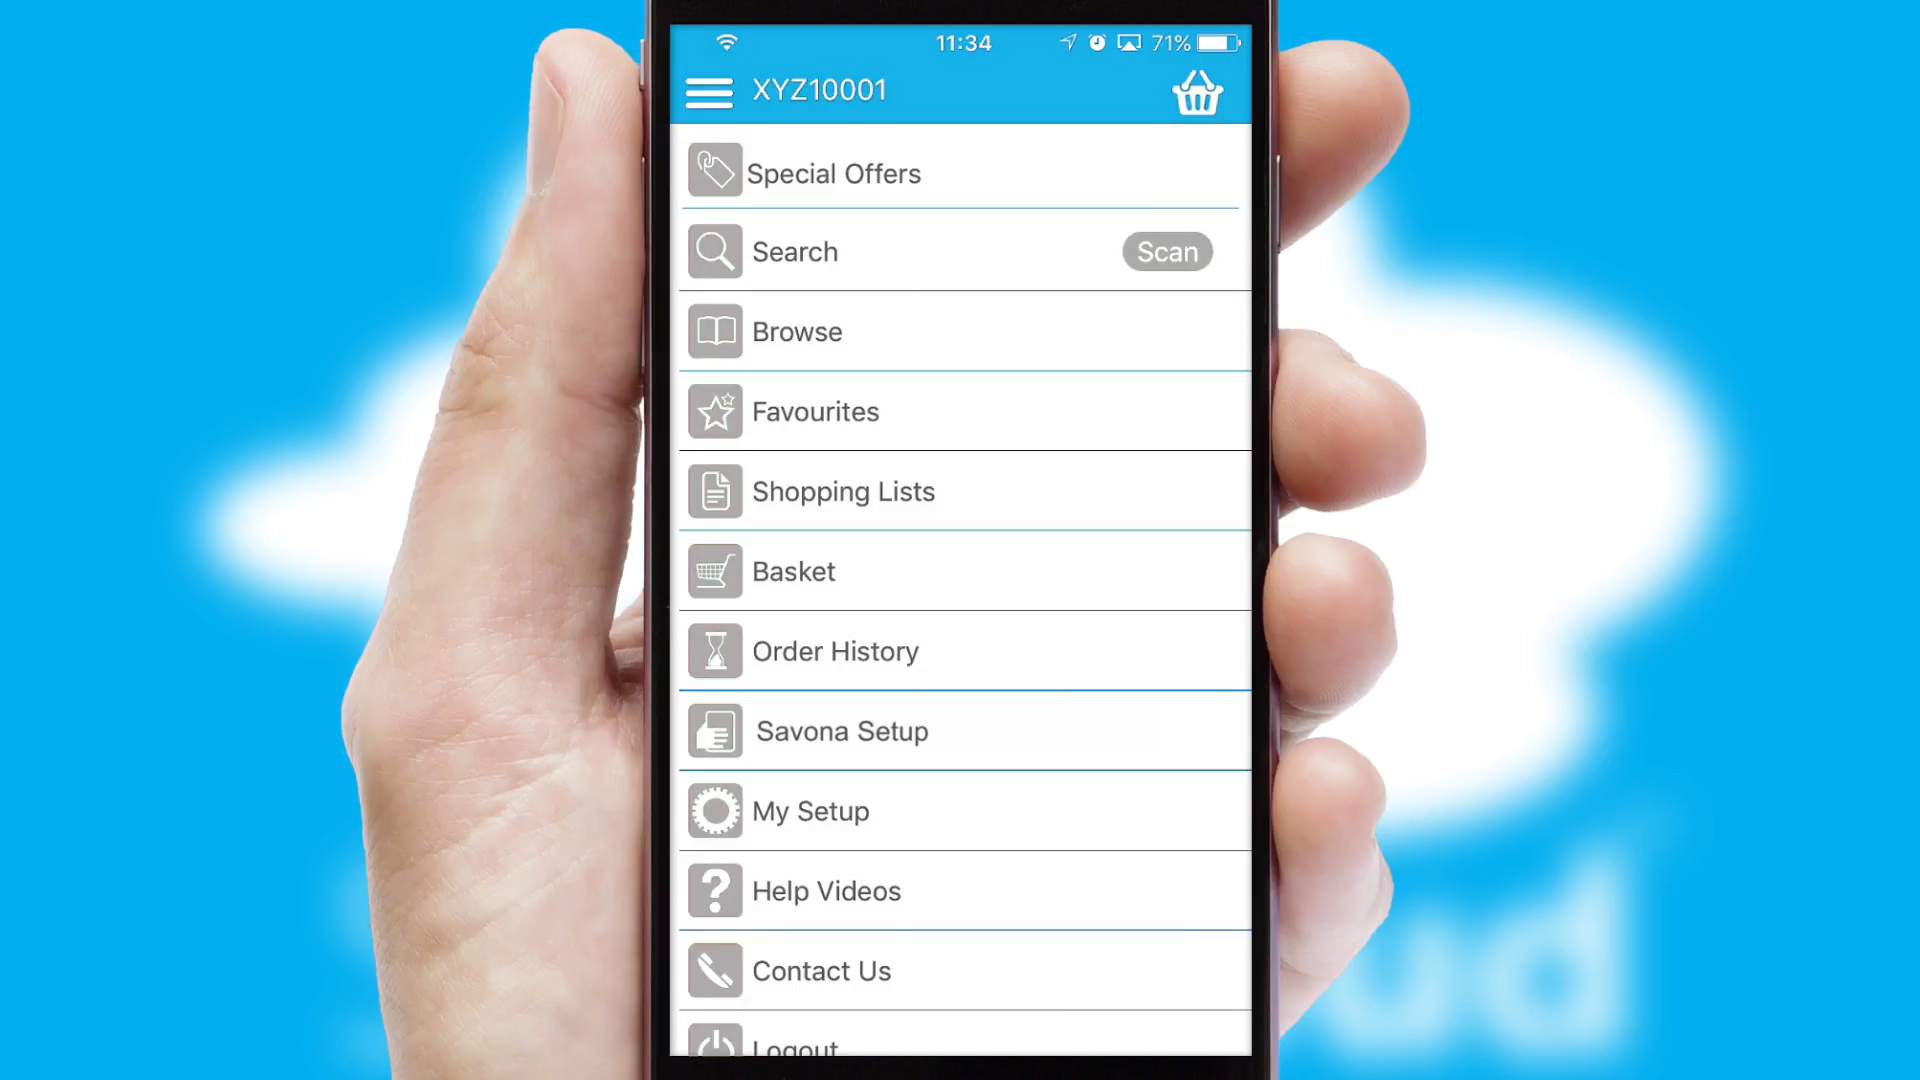 11:34 71%
XYZ10001
Special Offers
Search Scan
Browse
Favourites
Shopping Lists
Basket
Order History
Savona Setup
My Setup
Help Videos
Contact Us
Logout